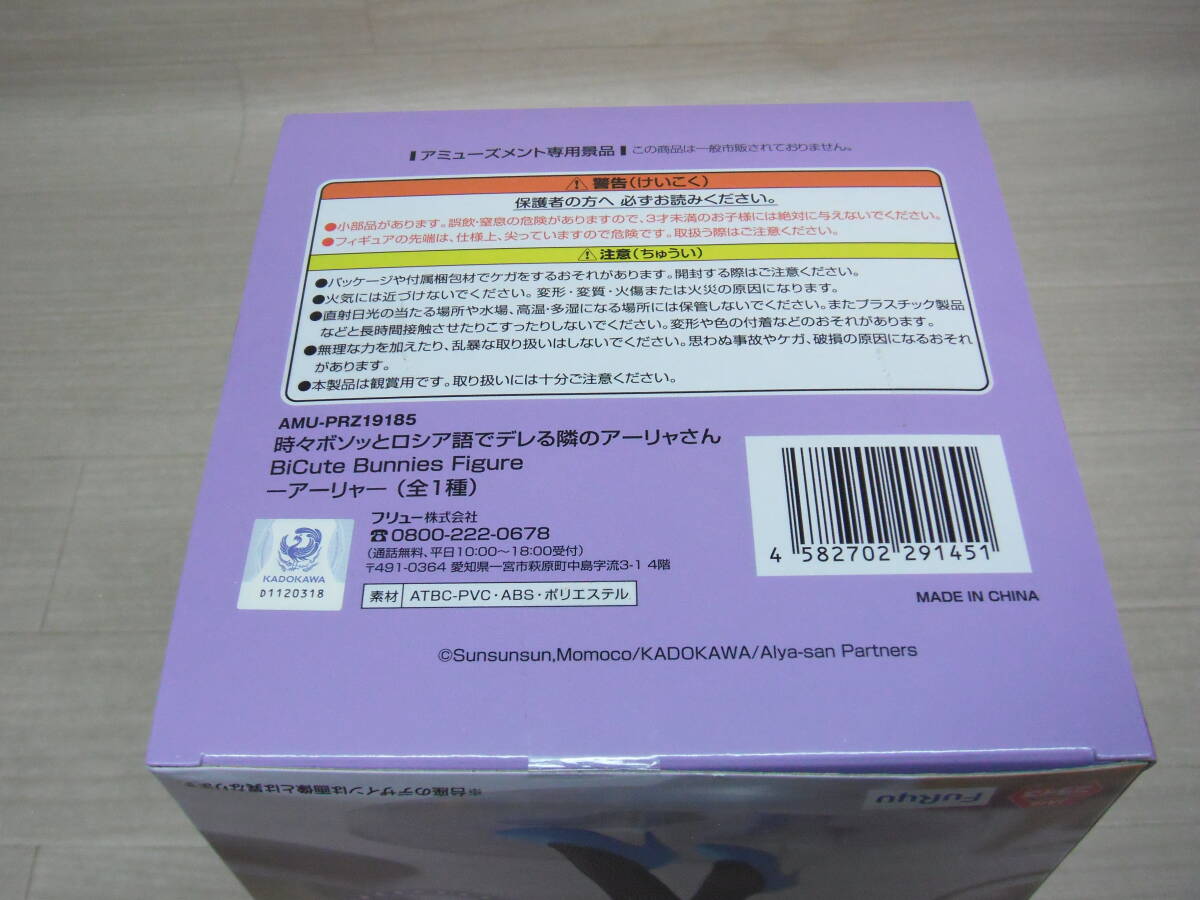 アミューズメント専用景品 この商品は一般市販されておりません。
⚠警告(けいこく)
保護者の方へ 必ずお読みください。
●小部品があります。誤飲・窒息の危険がありますので、3才未満のお子様には絶対に与えないでください。
●フィギュアの先端は、仕様上、尖っていますので危険です。取扱う際はご注意ください。
⚠注意(ちゅうい)
●パッケージや付属梱包材でケガをするおそれがあります。開封する際はご注意ください。
●火気には近づけないでください。変形・変質・火傷または火災の原因になります。
●直射日光の当たる場所や水場、高温・多湿になる場所には保管しないでください。またプラスチック製品
などと長時間接触させたりこすったりしないでください。変形や色の付着などのおそれがあります。
●無理な力を加えたり、乱暴な取り扱いはしないでください。思わぬ事故やケガ、破損の原因になるおそれ
があります。
●本製品は観賞用です。取り扱いには十分ご注意ください。
AMU-PRZ19185
時々ボソッとロシア語でデレる隣のアーリャさん
BiCute Bunnies Figure
―アーリャ―(全1種)
フリュー株式会社
☎0800-222-0678
(通話無料、平日10:00〜18:00受付)
〒491-0364 愛知県一宮市萩原町中島字流3-1 4階
KADOKAWA
D1120318
素材 ATBC-PVC・ABS・ポリエステル
4 582702 291451
MADE IN CHINA
©Sunsunsun,Momoco/KADOKAWA/Alya-san Partners
※台座のデザインは画像とは異なります
FuRyu